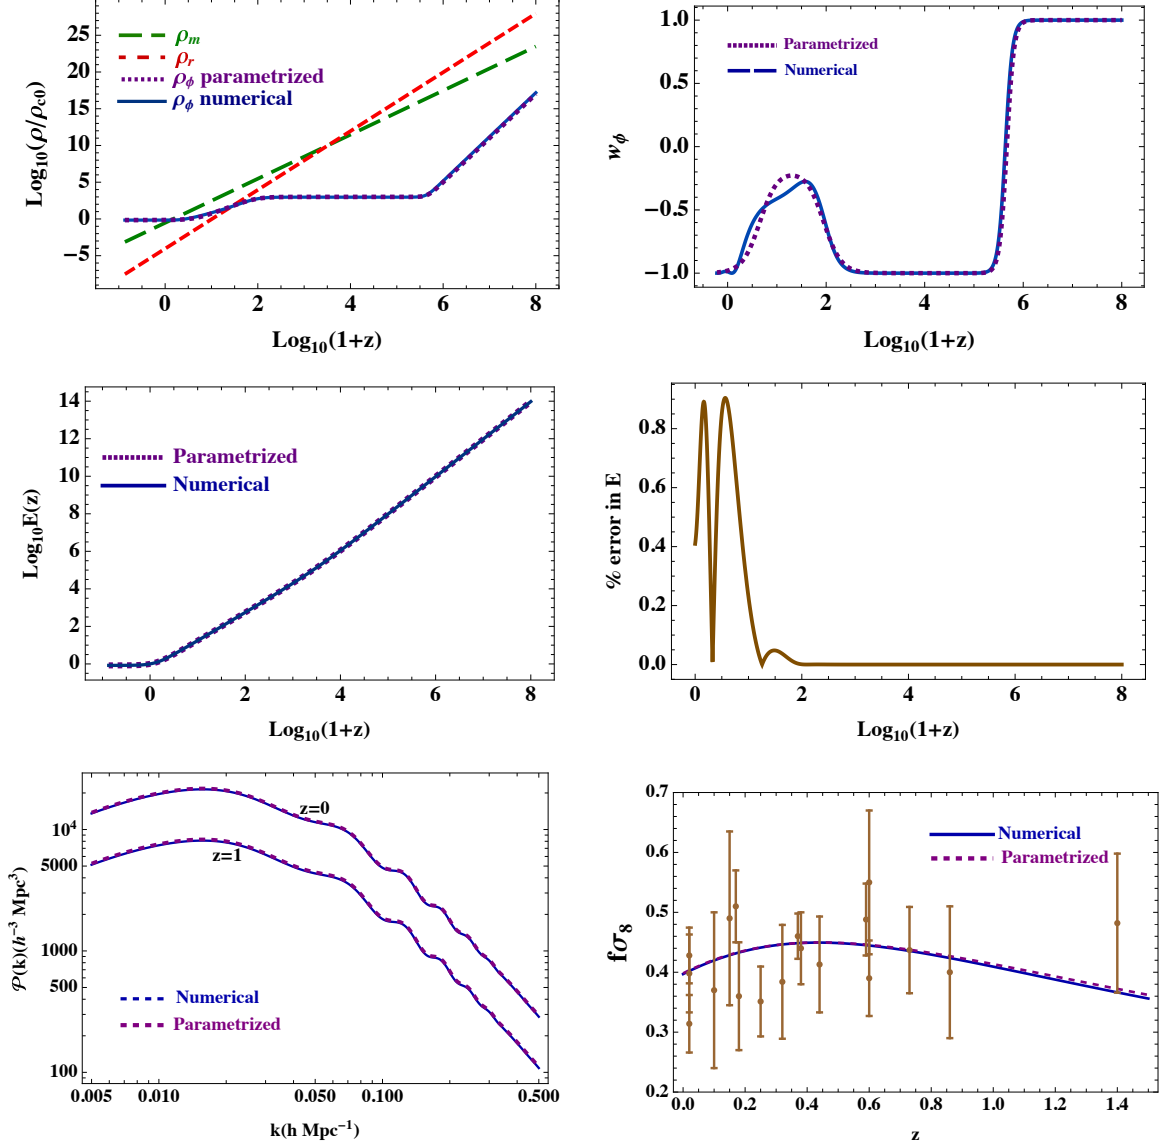 25
20
15
10
5
0
−5
Log₁₀(ρ/ρc0)
ρm
ρr
ρϕ parametrized
ρϕ numerical
0 2 4 6 8
Log₁₀(1+z)
1.0
0.5
0.0
−0.5
−1.0
wϕ
Parametrized
Numerical
0 2 4 6 8
Log₁₀(1+z)
14
12
10
8
6
4
2
0
Log₁₀E(z)
Parametrized
Numerical
0 2 4 6 8
Log₁₀(1+z)
0.8
0.6
0.4
0.2
0.0
% error in E
0 2 4 6 8
Log₁₀(1+z)
10⁴
5000
1000
500
100
𝒫(k)(h⁻³ Mpc³)
z=0
z=1
Numerical
Parametrized
0.005 0.010 0.050 0.100 0.500
k(h Mpc⁻¹)
0.7
0.6
0.5
0.4
0.3
0.2
fσ₈
Numerical
Parametrized
0.0 0.2 0.4 0.6 0.8 1.0 1.2 1.4
z